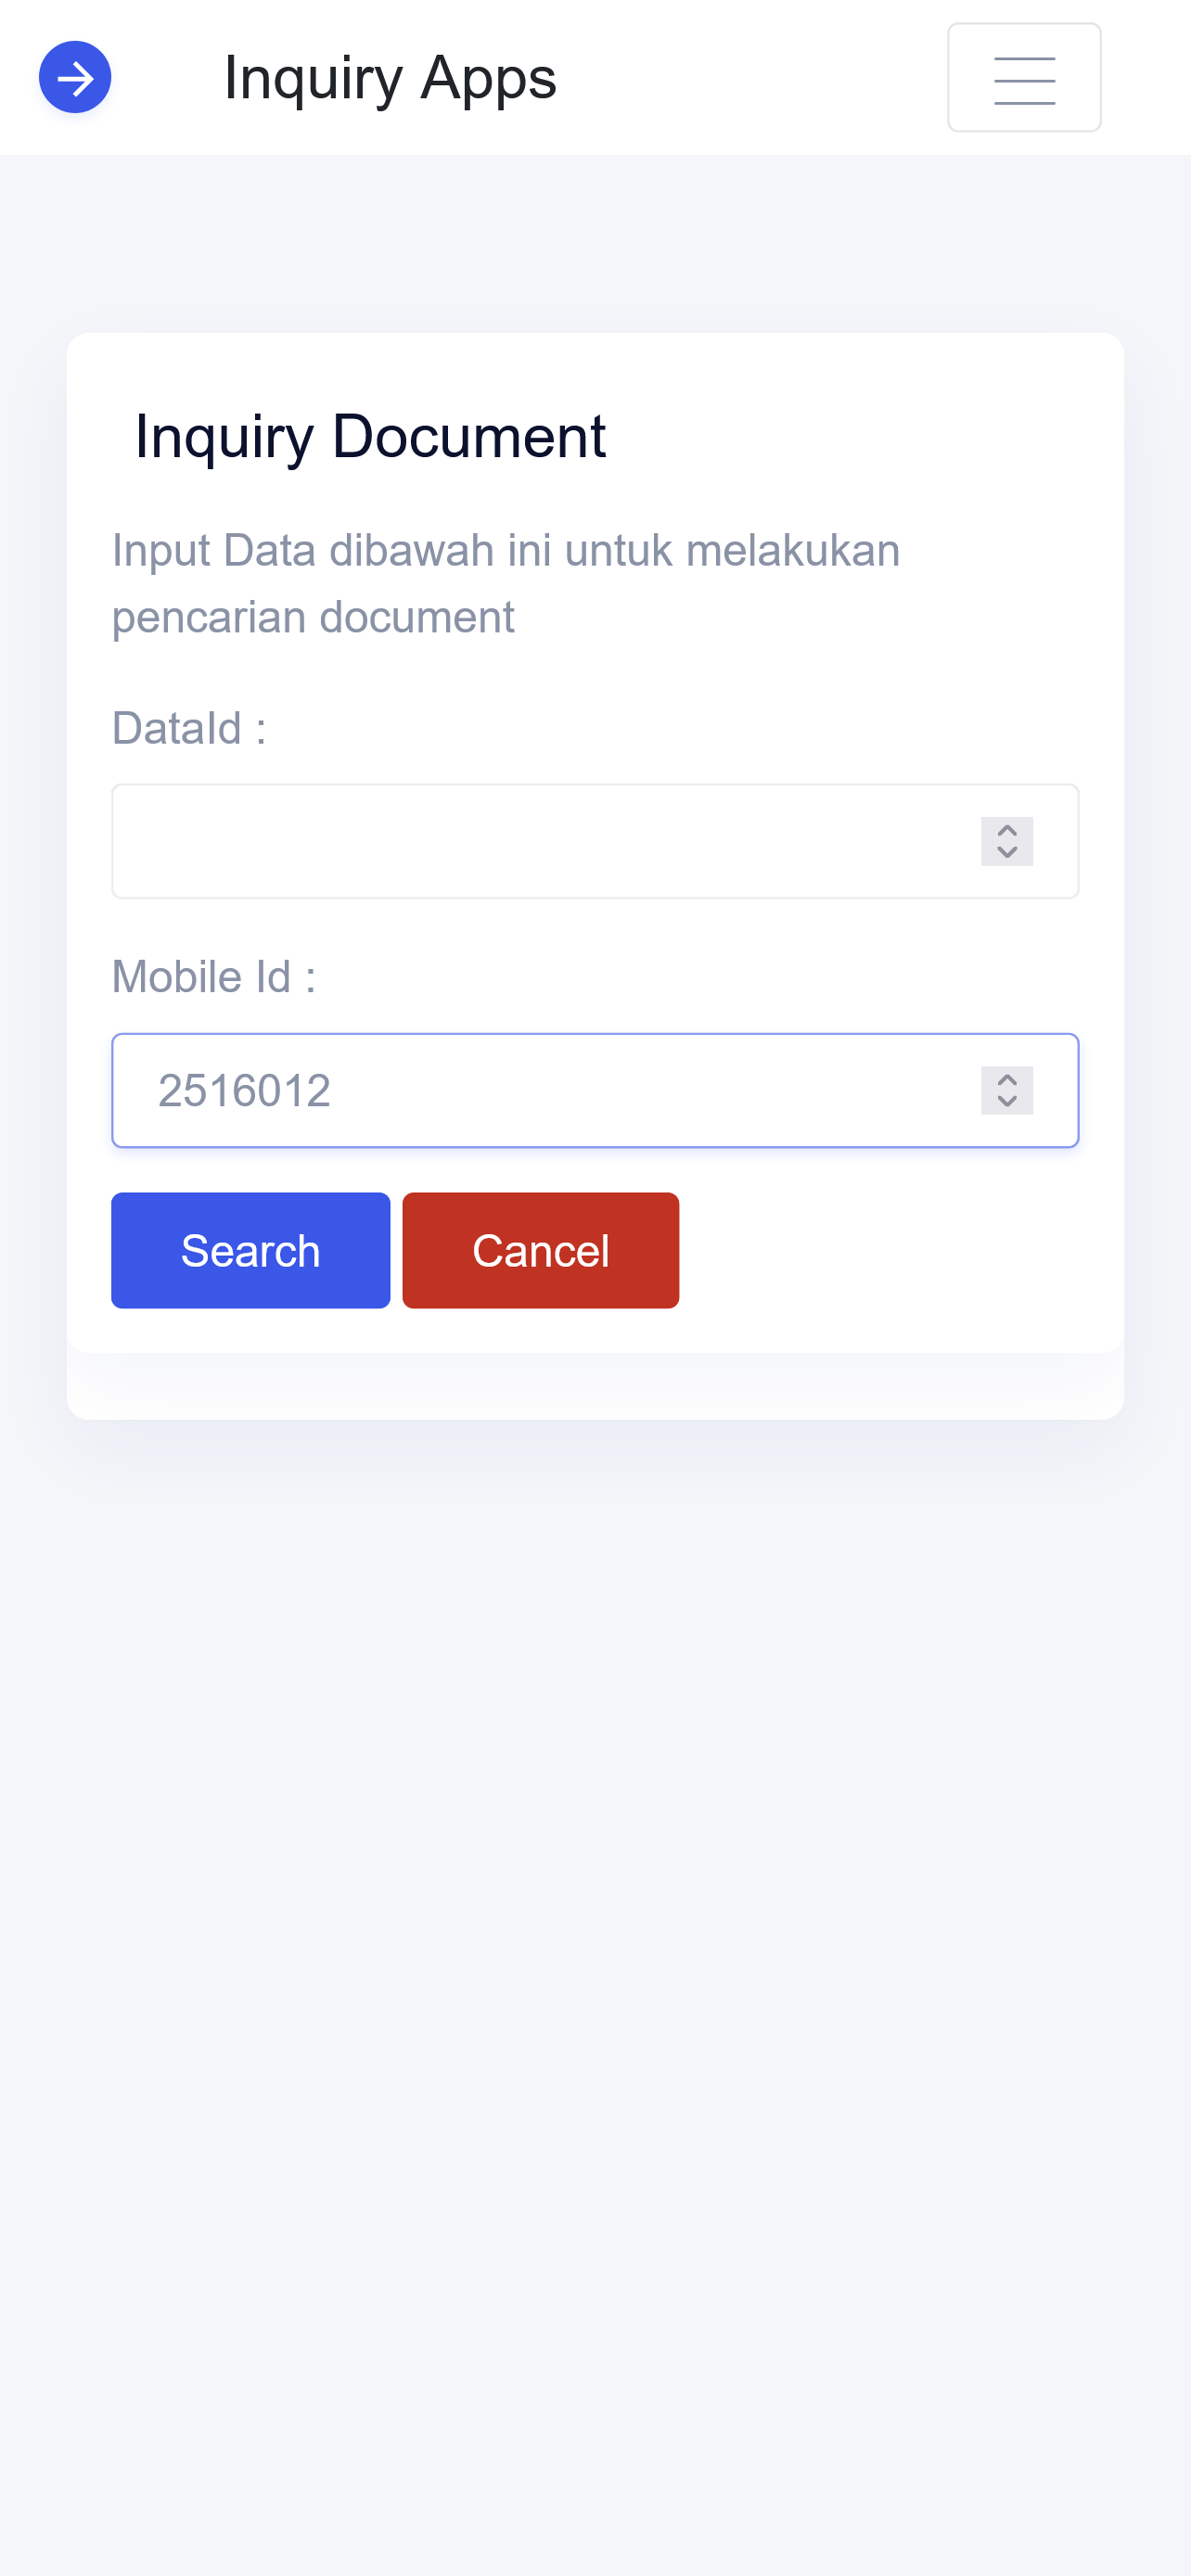 Inquiry Apps
Inquiry Document
Input Data dibawah ini untuk melakukan
pencarian document
DataId :
Mobile Id :
2516012
Search
Cancel